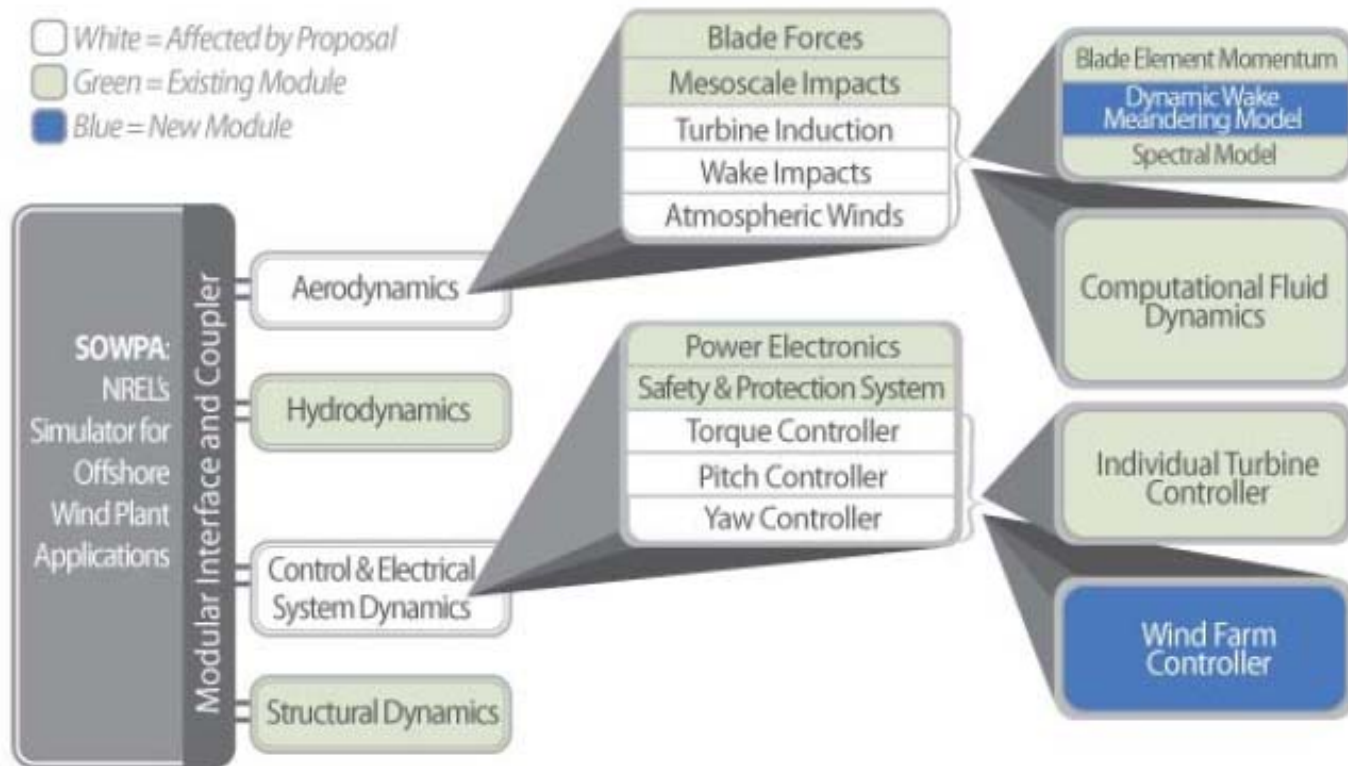 White = Affected by Proposal
Green = Existing Module
Blue = New Module
SOWPA:
NREL's
Simulator for
Offshore
Wind Plant
Applications
Modular Interface and Coupler
Aerodynamics
Hydrodynamics
Control & Electrical
System Dynamics
Structural Dynamics
Blade Forces
Mesoscale Impacts
Turbine Induction
Wake Impacts
Atmospheric Winds
Power Electronics
Safety & Protection System
Torque Controller
Pitch Controller
Yaw Controller
Blade Element Momentum
Dynamic Wake
Meandering Model
Spectral Model
Computational Fluid
Dynamics
Individual Turbine
Controller
Wind Farm
Controller